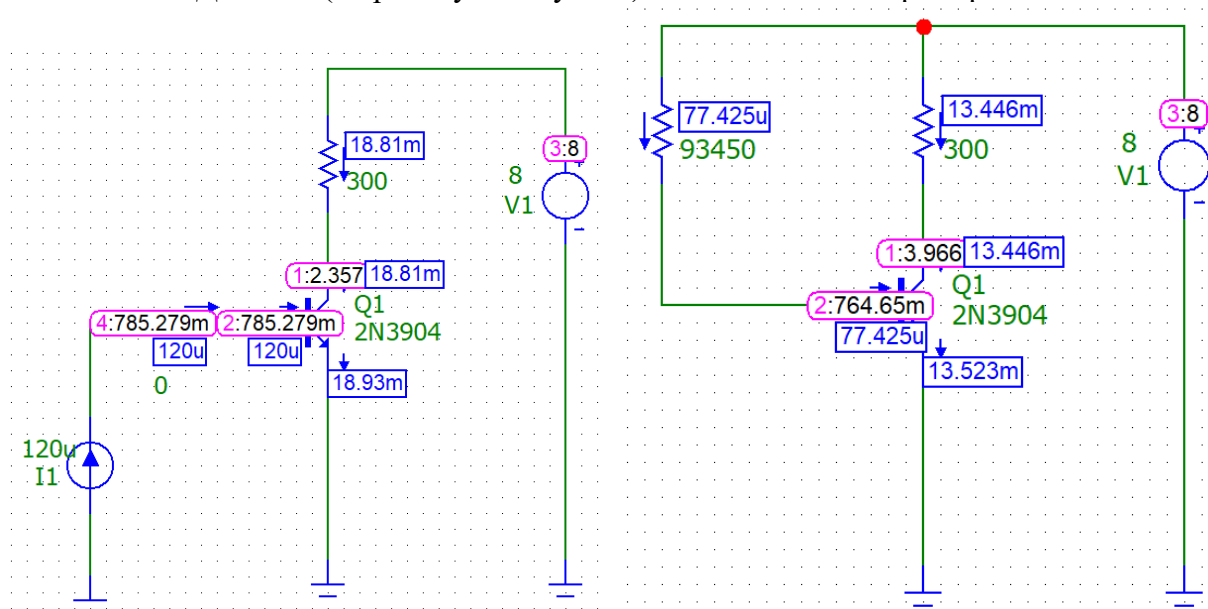 18.81m
300
3:8
8
V1
1:2.357
18.81m
Q1
2N3904
4:785.279m
2:785.279m
120u
120u
0
18.93m
120u
I1
77.425u
93450
13.446m
300
3:8
8
V1
1:3.966
13.446m
Q1
2N3904
2:764.65m
77.425u
13.523m